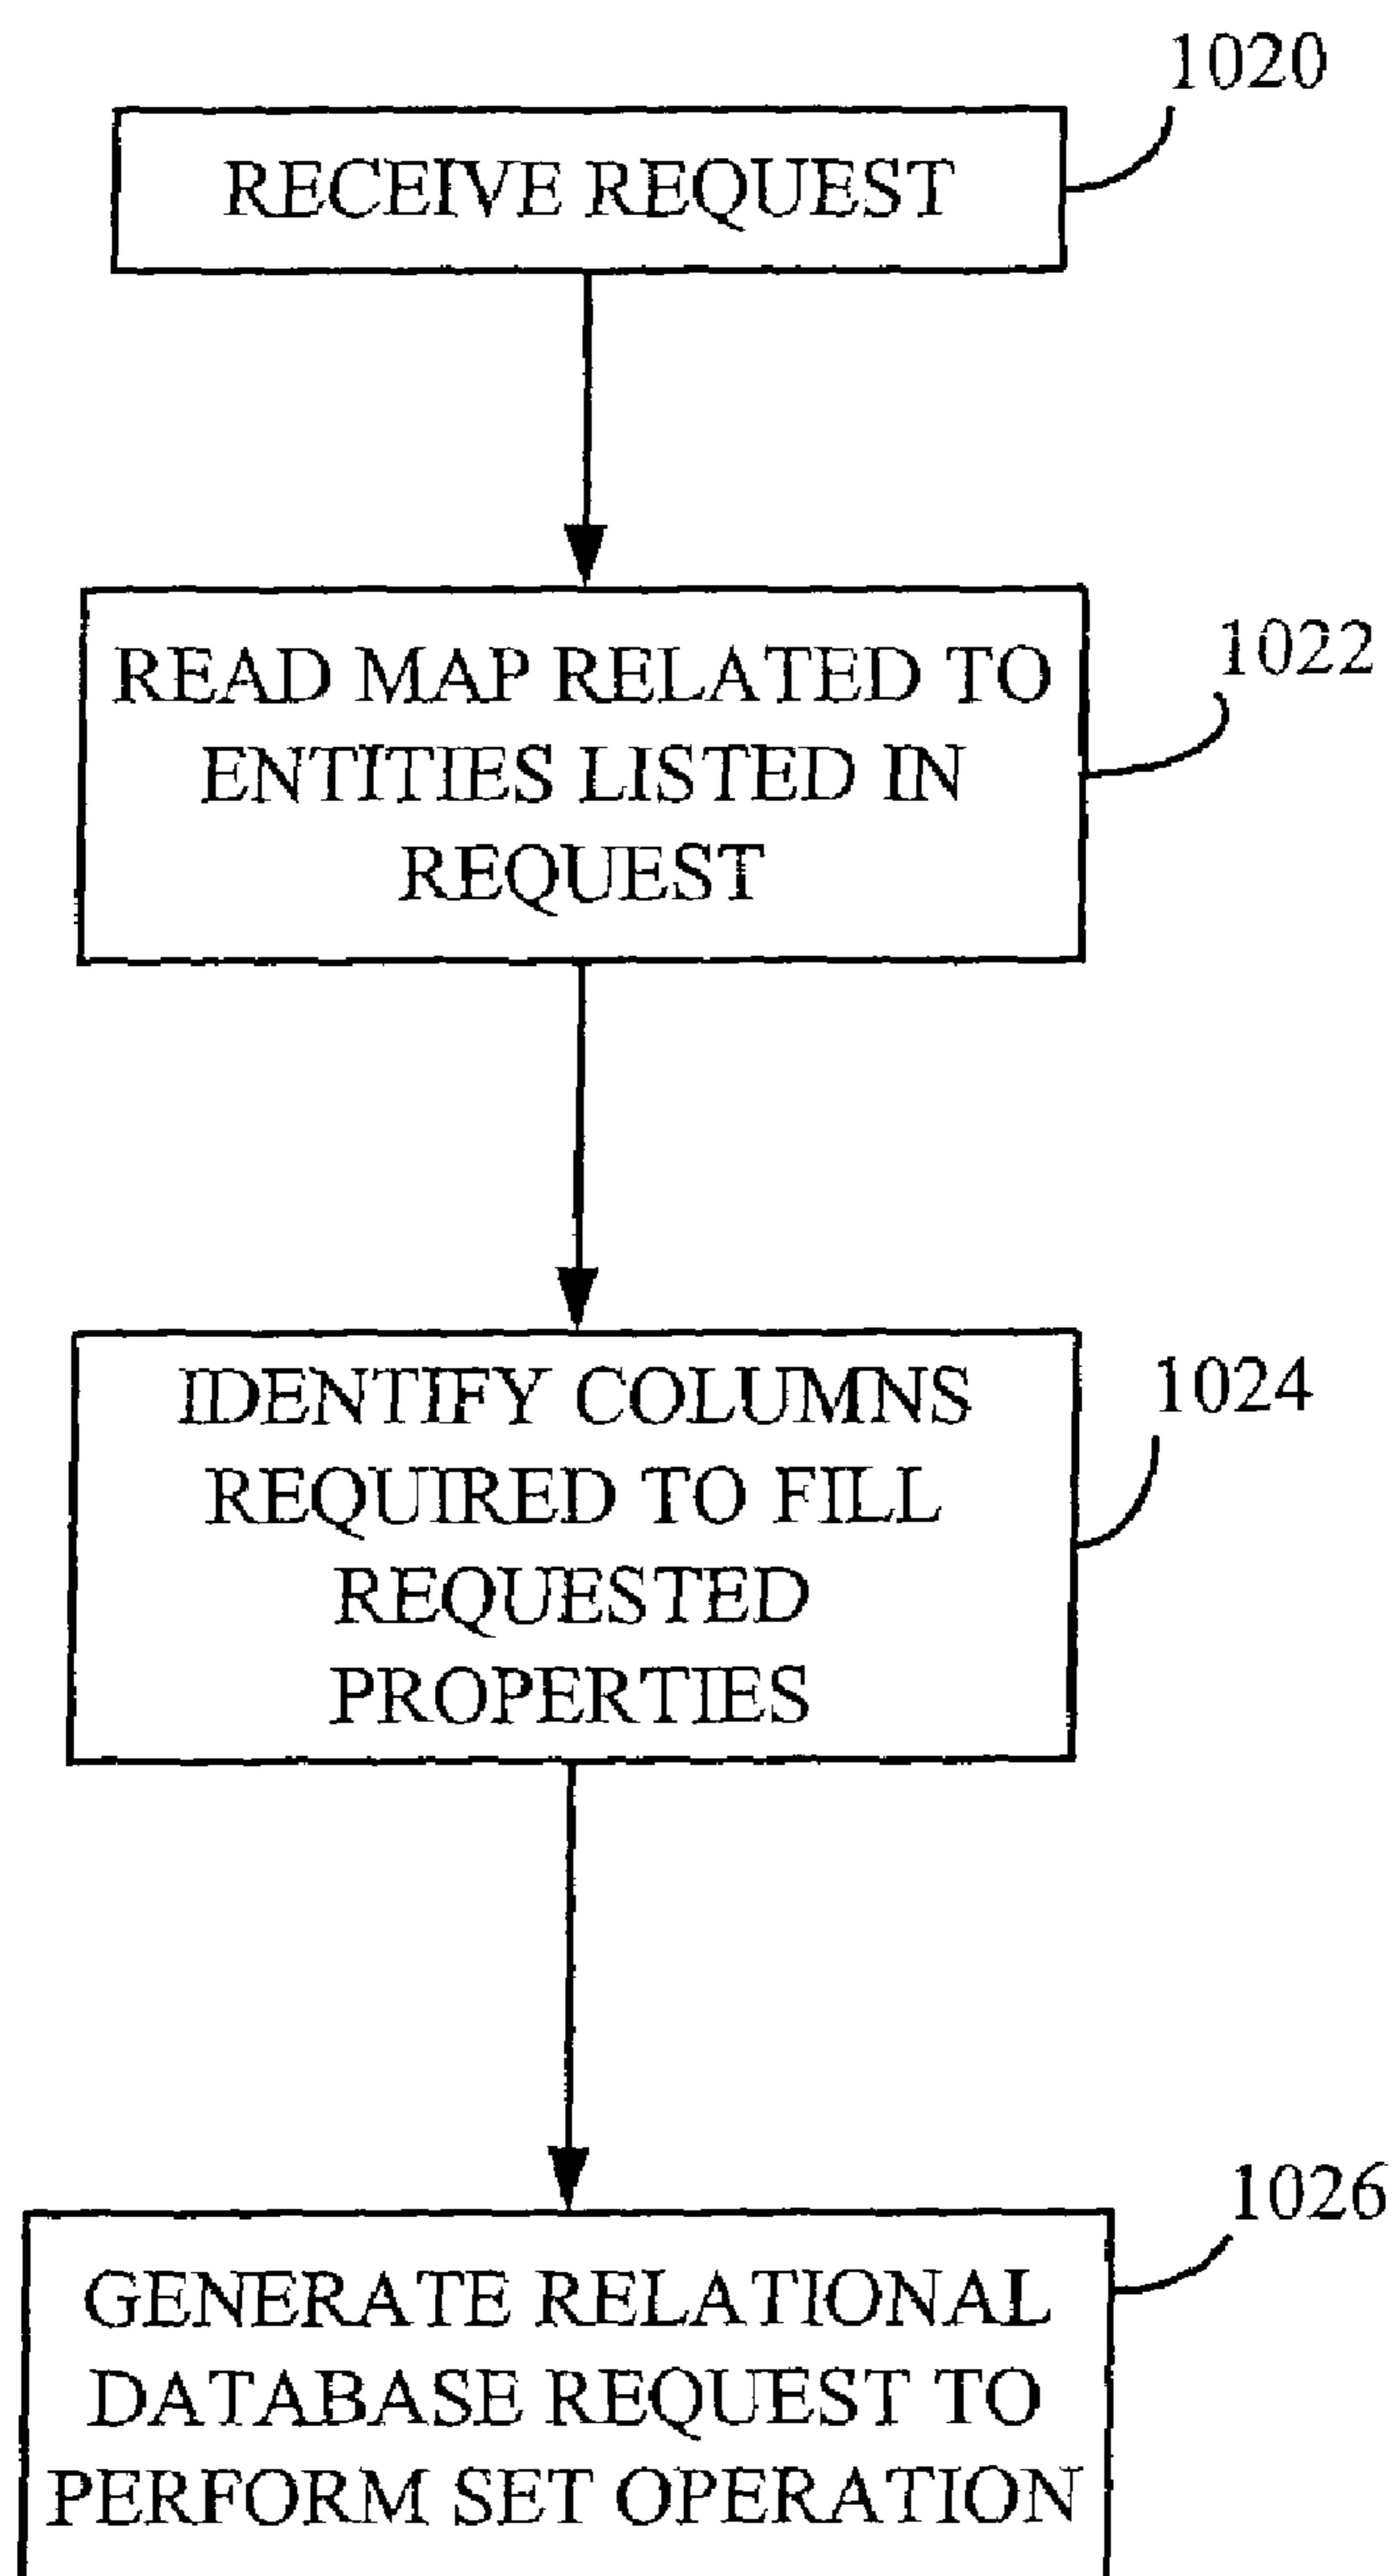 1020
RECEIVE REQUEST
1022
READ MAP RELATED TO
ENTITIES LISTED IN
REQUEST
1024
IDENTIFY COLUMNS
REQUIRED TO FILL
REQUESTED
PROPERTIES
1026
GENERATE RELATIONAL
DATABASE REQUEST TO
PERFORM SET OPERATION